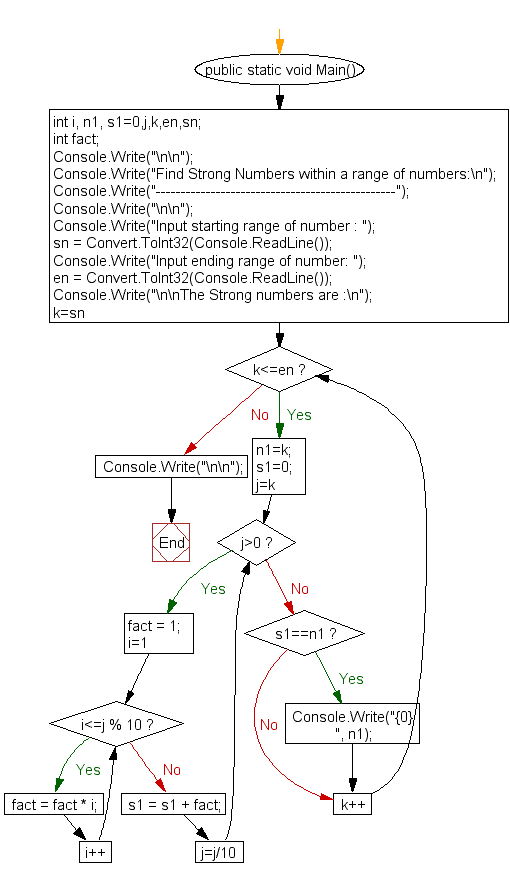 public static void Main()
int i, n1, s1=0,j,k,en,sn;
int fact;
Console.Write("\n\n");
Console.Write("Find Strong Numbers within a range of numbers:\n");
Console.Write("------------------------------------------------");
Console.Write("\n\n");
Console.Write("Input starting range of number : ");
sn = Convert.ToInt32(Console.ReadLine());
Console.Write("Input ending range of number: ");
en = Convert.ToInt32(Console.ReadLine());
Console.Write("\n\nThe Strong numbers are :\n");
k=sn
k<=en ?
No
Yes
Console.Write("\n\n");
n1=k;
s1=0;
j=k
End
j>0 ?
Yes
No
fact = 1;
i=1
s1==n1 ?
Yes
No
i<=j % 10 ?
Console.Write("{0}
", n1);
Yes
No
fact = fact * i;
s1 = s1 + fact;
k++
i++
j=j/10